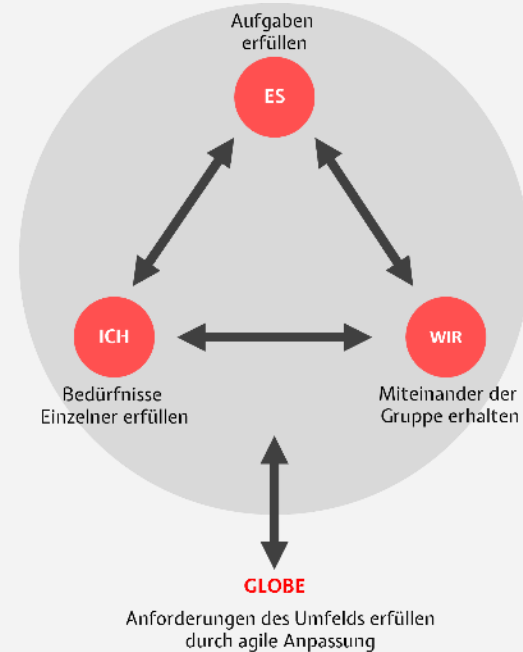 Aufgaben
erfüllen
ES
ICH
WIR
Bedürfnisse
Einzelner erfüllen
Miteinander der
Gruppe erhalten
GLOBE
Anforderungen des Umfelds erfüllen
durch agile Anpassung